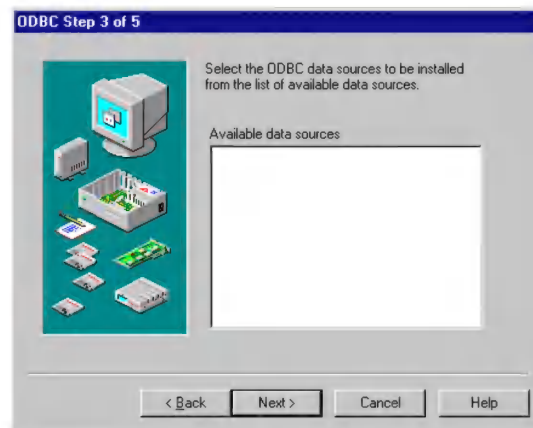 ODBC Step 3 of 5
Select the ODBC data sources to be installed
from the list of available data sources.
Available data sources
< Back
Next >
Cancel
Help